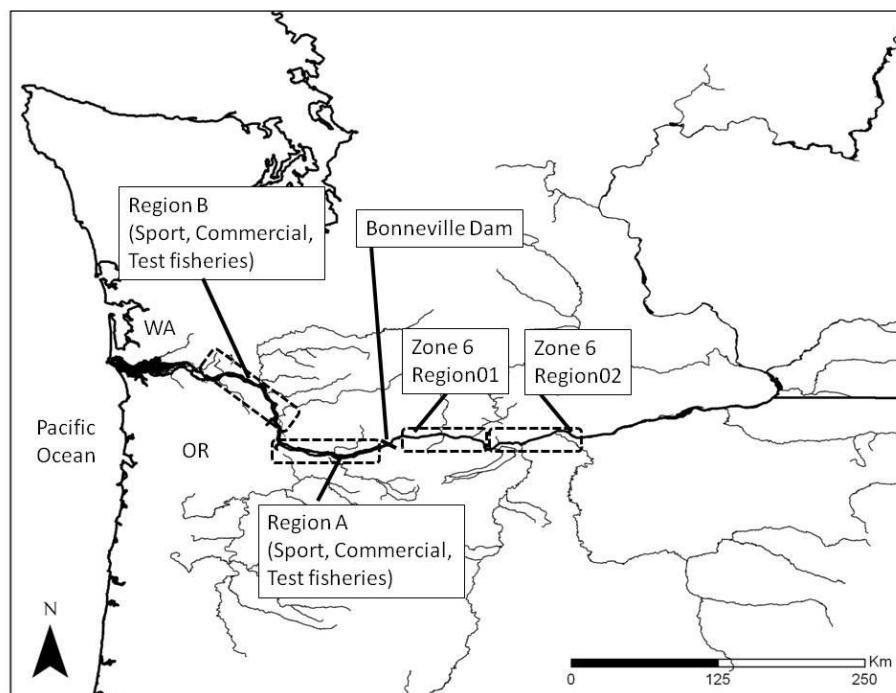 Region B
(Sport, Commercial,
Test fisheries)
Bonneville Dam
WA
Zone 6
Region01
Zone 6
Region02
Pacific
Ocean
OR
Region A
(Sport, Commercial,
Test fisheries)
N
Km
0
125
250